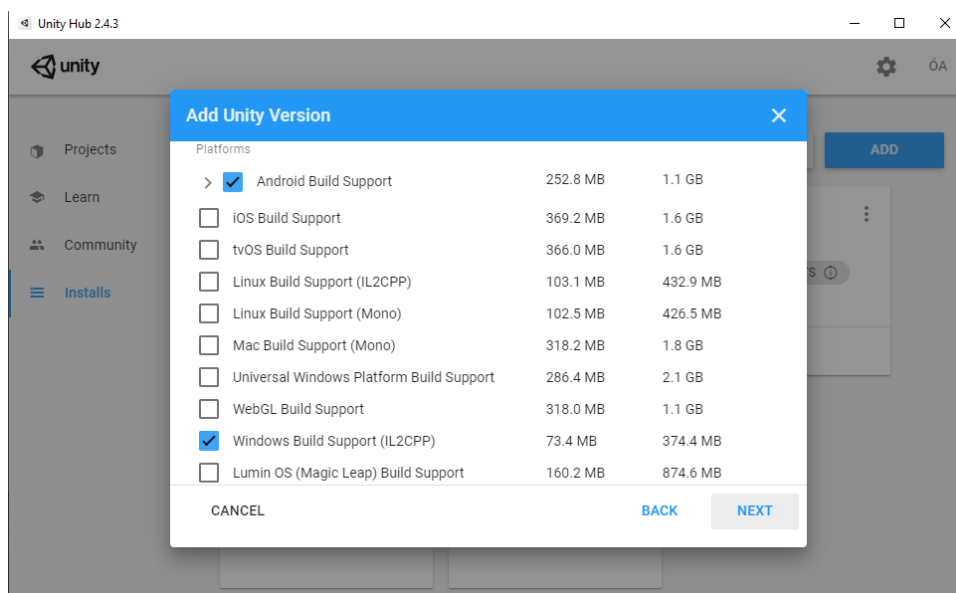 Unity Hub 2.4.3
unity
ÓA
Add Unity Version
Projects
Learn
Community
Installs
ADD
Platforms
Android Build Support 252.8 MB 1.1 GB
iOS Build Support 369.2 MB 1.6 GB
tvOS Build Support 366.0 MB 1.6 GB
Linux Build Support (IL2CPP) 103.1 MB 432.9 MB
Linux Build Support (Mono) 102.5 MB 426.5 MB
Mac Build Support (Mono) 318.2 MB 1.8 GB
Universal Windows Platform Build Support 286.4 MB 2.1 GB
WebGL Build Support 318.0 MB 1.1 GB
Windows Build Support (IL2CPP) 73.4 MB 374.4 MB
Lumin OS (Magic Leap) Build Support 160.2 MB 874.6 MB
CANCEL BACK NEXT